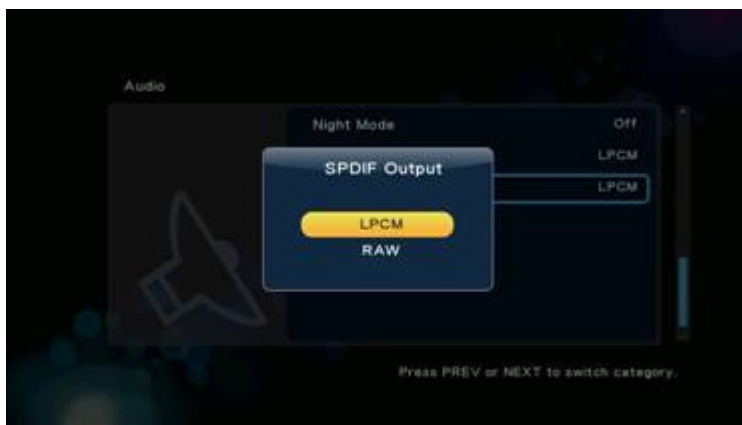 Audio
Night Mode Off
LPCM
SPDIF Output
LPCM
LPCM
RAW
Press PREV or NEXT to switch category.